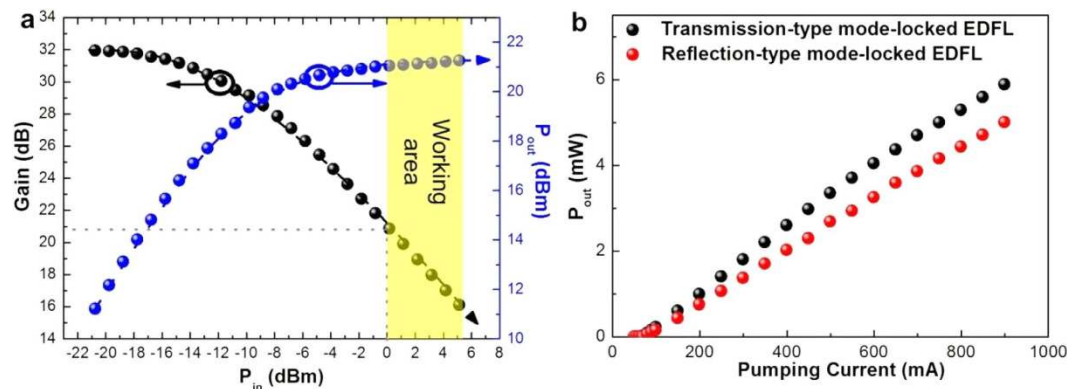 a
34
32
30
28
26
24
22
20
18
16
14
Gain (dB)
-22 -20 -18 -16 -14 -12 -10 -8 -6 -4 -2 0 2 4 6 8
P_in (dBm)
22
20
18
16
14
12
10
P_out (dBm)
Working
area
b
Transmission-type mode-locked EDFL
Reflection-type mode-locked EDFL
6
4
2
0
P_out (mW)
0 200 400 600 800 1000
Pumping Current (mA)